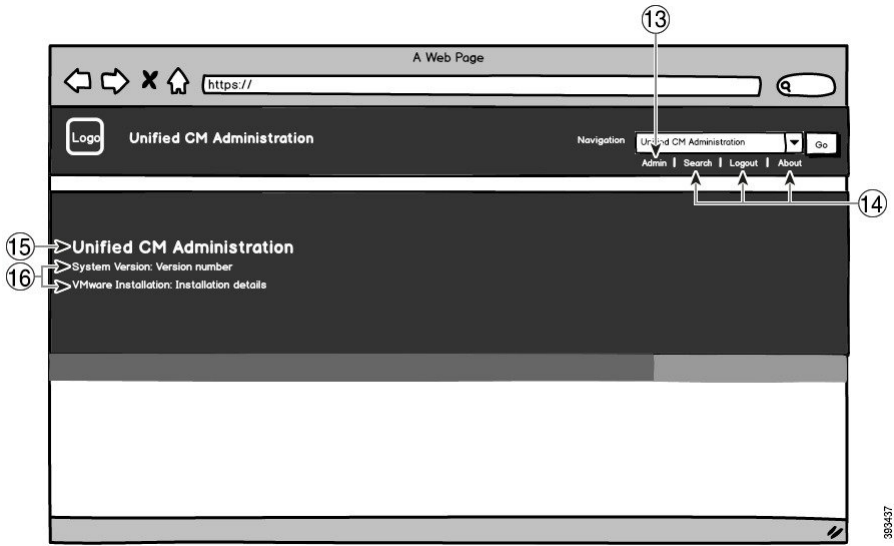 13
A Web Page
https://
Logo
Unified CM Administration
Navigation
Unified CM Administration
Go
Admin | Search | Logout | About
14
15
Unified CM Administration
16
System Version: Version number
VMware Installation: Installation details
393437